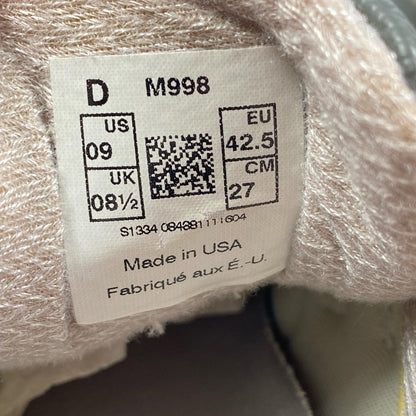 D M998
US EU
09 42.5
UK CM
08½ 27
S1334 084381111604
Made in USA
Fabriqué aux É.-U.